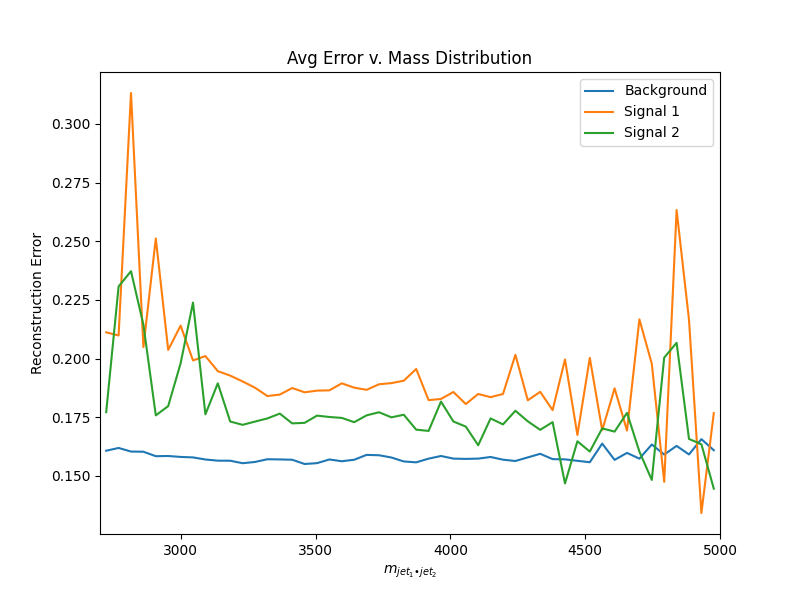 Avg Error v. Mass Distribution
Background
Signal 1
Signal 2
0.300
0.275
0.250
0.225
0.200
0.175
0.150
Reconstruction Error
3000 3500 4000 4500 5000
m_{jet_1•jet_2}